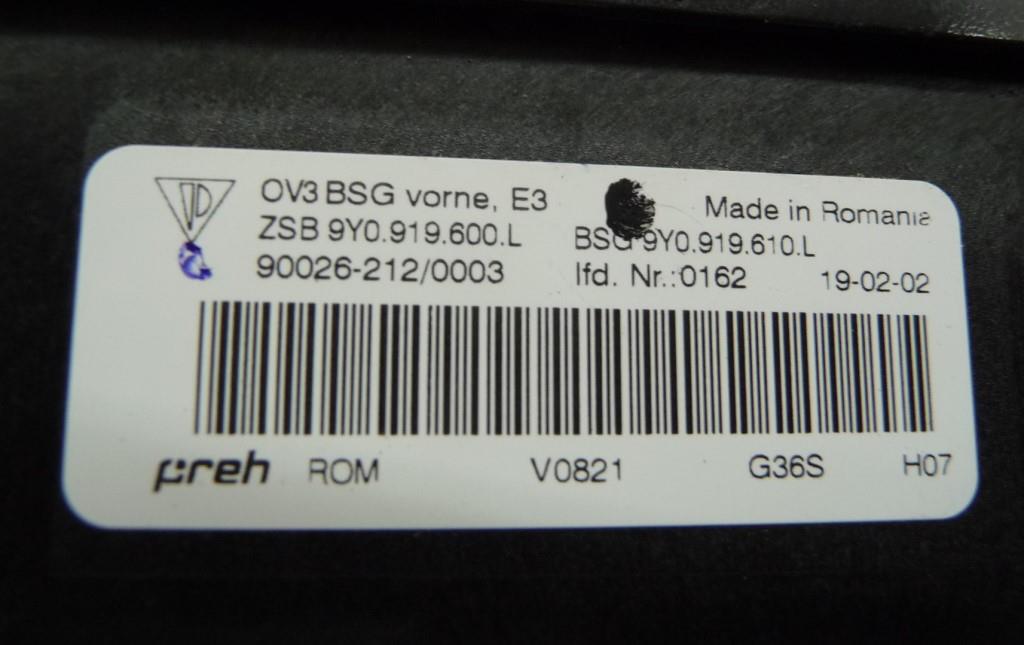 OV3 BSG vorne, E3 Made in Romania
ZSB 9Y0.919.600.L BSG 9Y0.919.610.L
90026-212/0003 lfd. Nr.:0162 19-02-02
preh ROM V0821 G36S H07